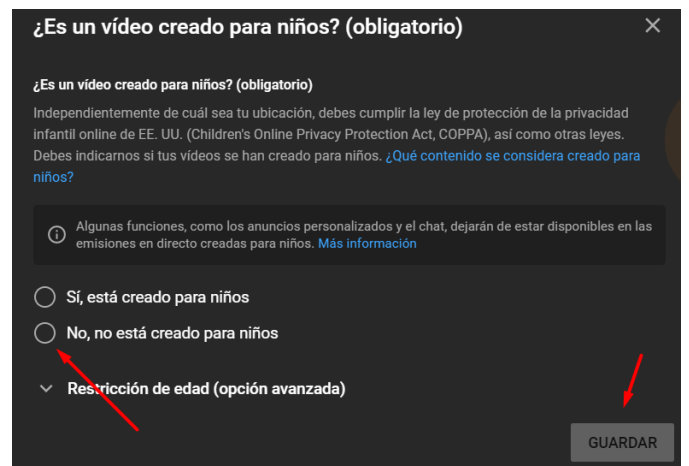 ¿Es un vídeo creado para niños? (obligatorio)
¿Es un vídeo creado para niños? (obligatorio)
Independientemente de cuál sea tu ubicación, debes cumplir la ley de protección de la privacidad
infantil online de EE. UU. (Children's Online Privacy Protection Act, COPPA), así como otras leyes.
Debes indicarnos si tus vídeos se han creado para niños. ¿Qué contenido se considera creado para
niños?
Algunas funciones, como los anuncios personalizados y el chat, dejarán de estar disponibles en las
emisiones en directo creadas para niños. Más información
Sí, está creado para niños
No, no está creado para niños
Restricción de edad (opción avanzada)
GUARDAR